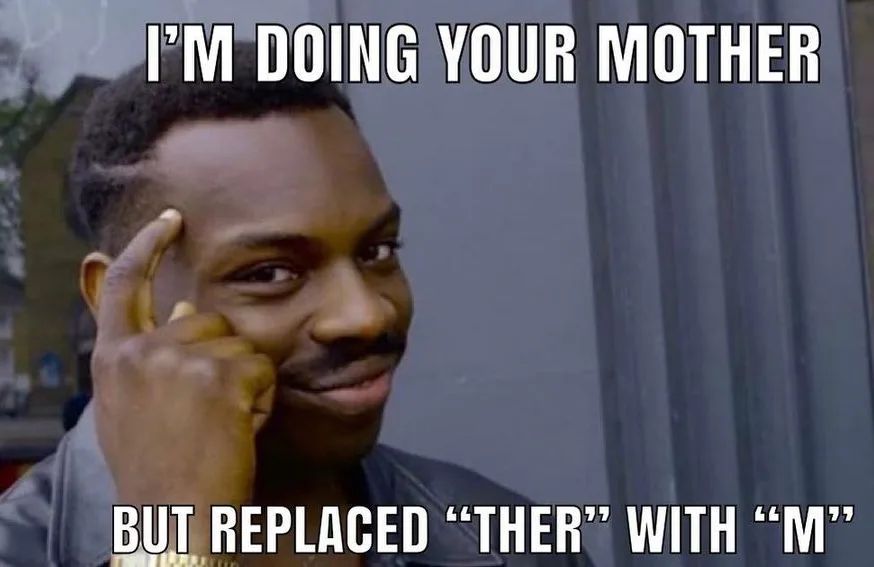 I’M DOING YOUR MOTHER
BUT REPLACED “THER” WITH “M”